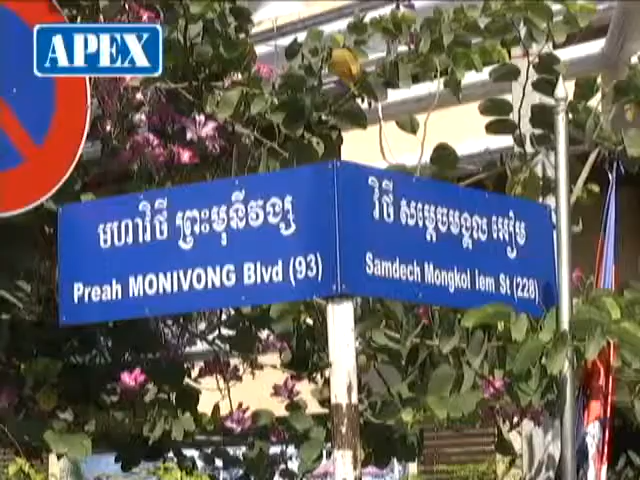 APEX
មហាវិថី ព្រះមុនីវង្ស
Preah MONIVONG Blvd (93)
វិថី សម្តេចមង្គល អៀម
Samdech Mongkol Iem St (228)